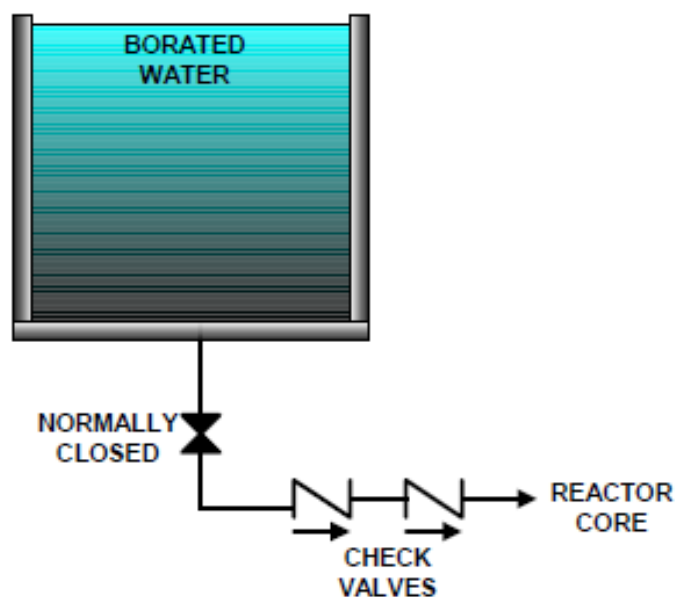 BORATED
WATER
NORMALLY
CLOSED
REACTOR
CORE
CHECK
VALVES